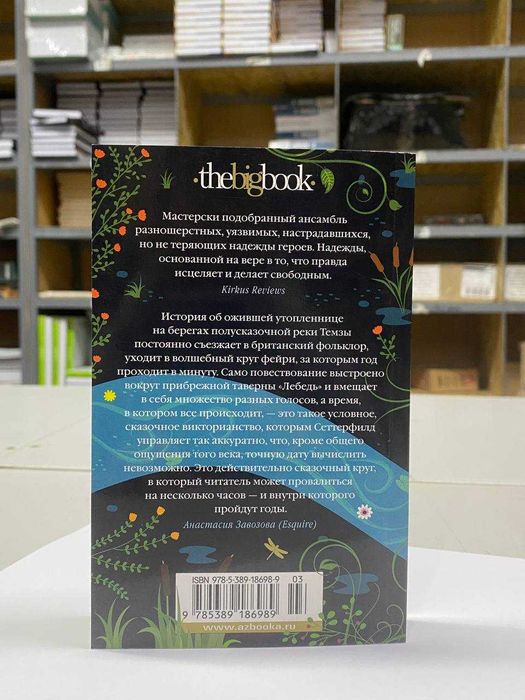 ·thebigbook·
Мастерски подобранный ансамбль
разношерстных, уязвимых, настрадавшихся,
но не теряющих надежды героев. Надежды,
основанной на вере в то, что правда
исцеляет и делает свободным.
Kirkus Reviews
История об ожившей утопленнице
на берегах полусказочной реки Темзы
постоянно съезжает в британский фольклор,
уходит в волшебный круг фейри, за которым год
проходит в минуту. Само повествование выстроено
вокруг прибрежной таверны «Лебедь» и вмещает
в себя множество разных голосов, а время,
в котором все происходит, — это такое условное,
сказочное викторианство, которым Сеттерфилд
управляет так аккуратно, что, кроме общего
ощущения того века, точную дату вычислить
невозможно. Это действительно сказочный круг,
в который читатель может провалиться
на несколько часов — и внутри которого
пройдут годы.
Анастасия Завозова (Esquire)
ISBN 978-5-389-18698-9 03
9 785389 186989
www.azbooka.ru